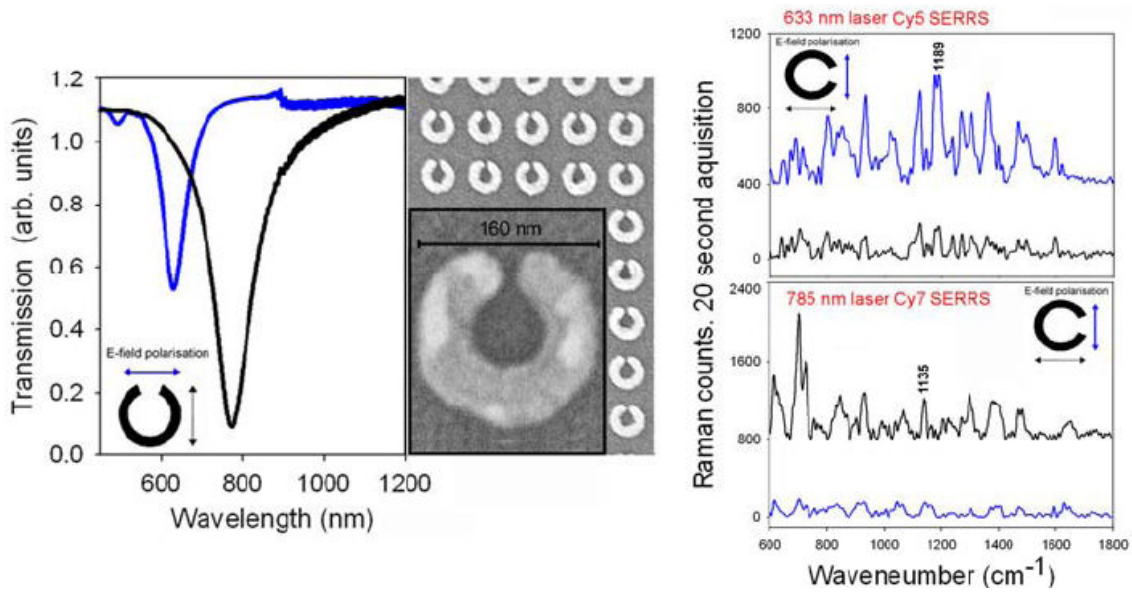 Transmission (arb. units)
1.2
1.0
0.8
0.6
0.4
0.2
0.0
E-field polarisation
600
800
1000
1200
Wavelength (nm)
160 nm
633 nm laser Cy5 SERRS
E-field polarisation
1189
1200
800
400
0
Raman counts. 20 second aquisition
785 nm laser Cy7 SERRS
E-field polarisation
1135
2400
1600
800
0
600
800
1000
1200
1400
1600
1800
Waveneumber (cm-1)